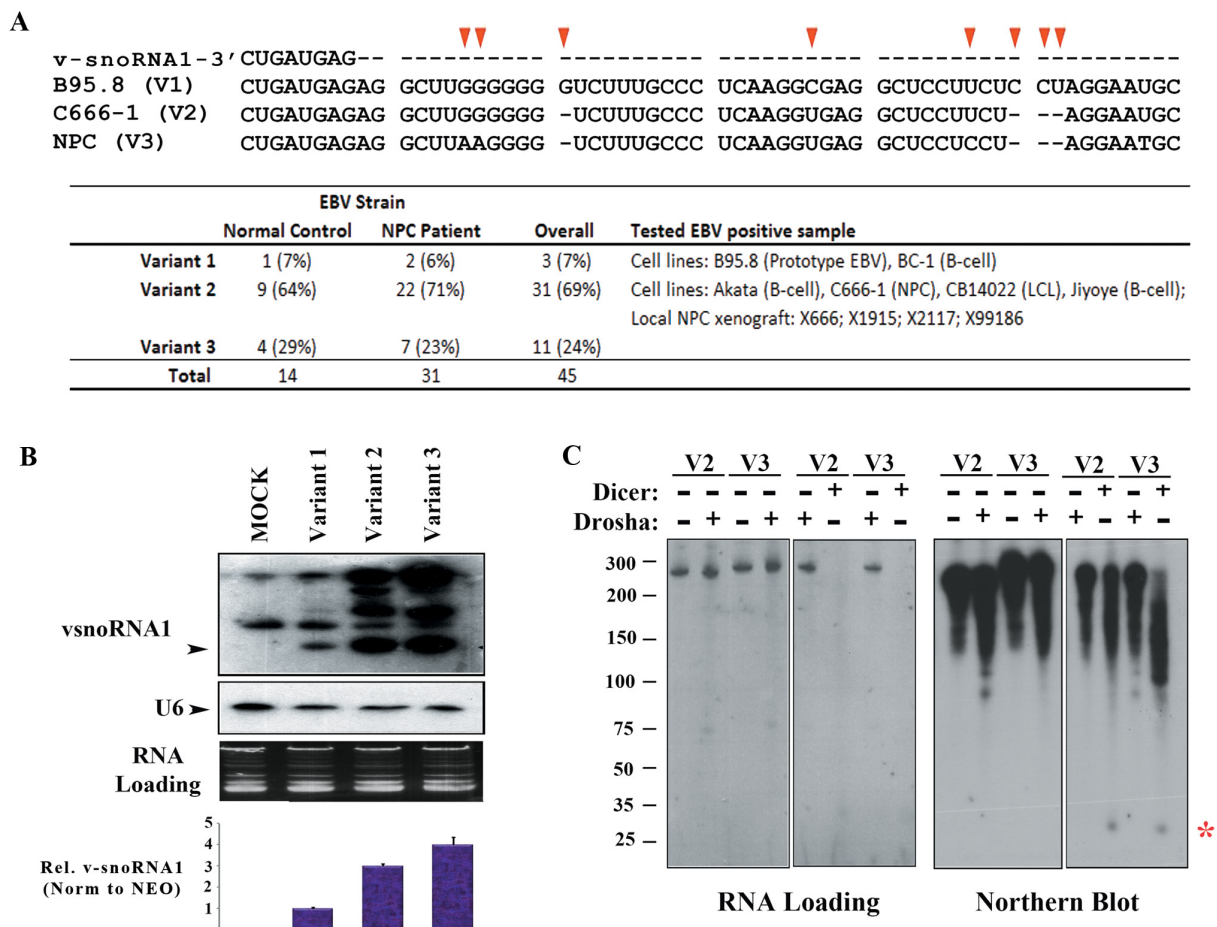 A
v-snoRNA1-3'CUGAUGAG-- ---------- ---------- ---------- ---------- ----------
B95.8 (V1) CUGAUGAGAG GCUUGGGGGG GUCUUUGCCC UCAAGGCGAG GCUCCUUCUC CUAGGAAUGC
C666-1 (V2) CUGAUGAGAG GCUUGGGGGG -UCUUUGCCC UCAAGGUGAG GCUCCUUCU- --AGGAAUGC
NPC (V3) CUGAUGAGAG GCUUAAGGGG -UCUUUGCCC UCAAGGUGAG GCUCCUCCU- --AGGAATGC
EBV Strain
Normal Control NPC Patient Overall Tested EBV positive sample
Variant 1 1 (7%) 2 (6%) 3 (7%) Cell lines: B95.8 (Prototype EBV), BC-1 (B-cell)
Variant 2 9 (64%) 22 (71%) 31 (69%) Cell lines: Akata (B-cell), C666-1 (NPC), CB14022 (LCL), Jiyoye (B-cell);
Local NPC xenograft: X666; X1915; X2117; X99186
Variant 3 4 (29%) 7 (23%) 11 (24%)
Total 14 31 45
B
MOCK
Variant 1
Variant 2
Variant 3
vsnoRNA1
U6
RNA
Loading
5
4
3
2
1
Rel. v-snoRNA1
(Norm to NEO)
C
V2 V3 V2 V3 V2 V3 V2 V3
Dicer: - - - - - + - + - - - - - + - +
Drosha: - + - + + - + - - + - + + - + -
300
200
150
100
75
50
35
25
*
RNA Loading Northern Blot